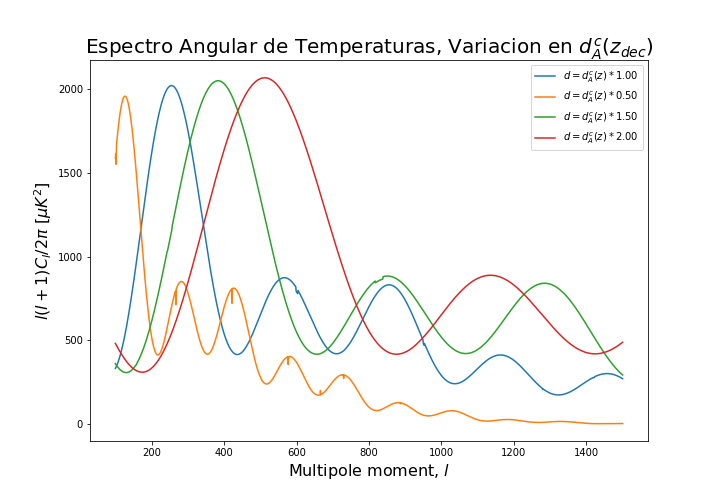 Espectro Angular de Temperaturas, Variacion en $d_A^c(z_{dec})$
$l(l+1)C_l/2\pi$ [$\mu K^2$]
2000
1500
1000
500
0
$d = d_A^c(z) * 1.00$
$d = d_A^c(z) * 0.50$
$d = d_A^c(z) * 1.50$
$d = d_A^c(z) * 2.00$
200 400 600 800 1000 1200 1400
Multipole moment, $l$